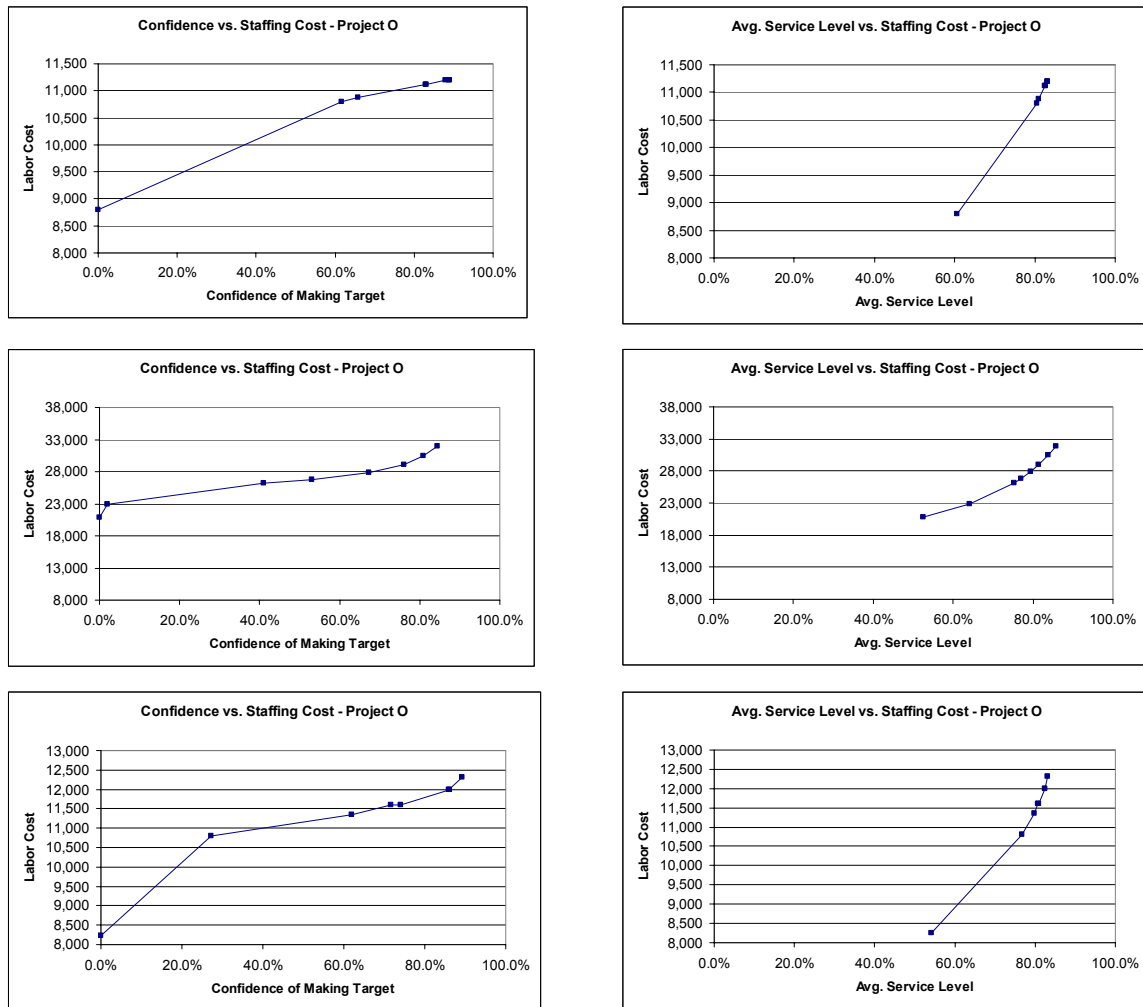 Confidence vs. Staffing Cost - Project O
11,500
11,000
10,500
10,000
9,500
9,000
8,500
8,000
0.0% 20.0% 40.0% 60.0% 80.0% 100.0%
Confidence of Making Target
Labor Cost
Avg. Service Level vs. Staffing Cost - Project O
11,500
11,000
10,500
10,000
9,500
9,000
8,500
8,000
0.0% 20.0% 40.0% 60.0% 80.0% 100.0%
Avg. Service Level
Labor Cost
Confidence vs. Staffing Cost - Project O
38,000
33,000
28,000
23,000
18,000
13,000
8,000
0.0% 20.0% 40.0% 60.0% 80.0% 100.0%
Confidence of Making Target
Labor Cost
Avg. Service Level vs. Staffing Cost - Project O
38,000
33,000
28,000
23,000
18,000
13,000
8,000
0.0% 20.0% 40.0% 60.0% 80.0% 100.0%
Avg. Service Level
Labor Cost
Confidence vs. Staffing Cost - Project O
13,000
12,500
12,000
11,500
11,000
10,500
10,000
9,500
9,000
8,500
8,000
0.0% 20.0% 40.0% 60.0% 80.0% 100.0%
Confidence of Making Target
Labor Cost
Avg. Service Level vs. Staffing Cost - Project O
13,000
12,500
12,000
11,500
11,000
10,500
10,000
9,500
9,000
8,500
8,000
0.0% 20.0% 40.0% 60.0% 80.0% 100.0%
Avg. Service Level
Labor Cost